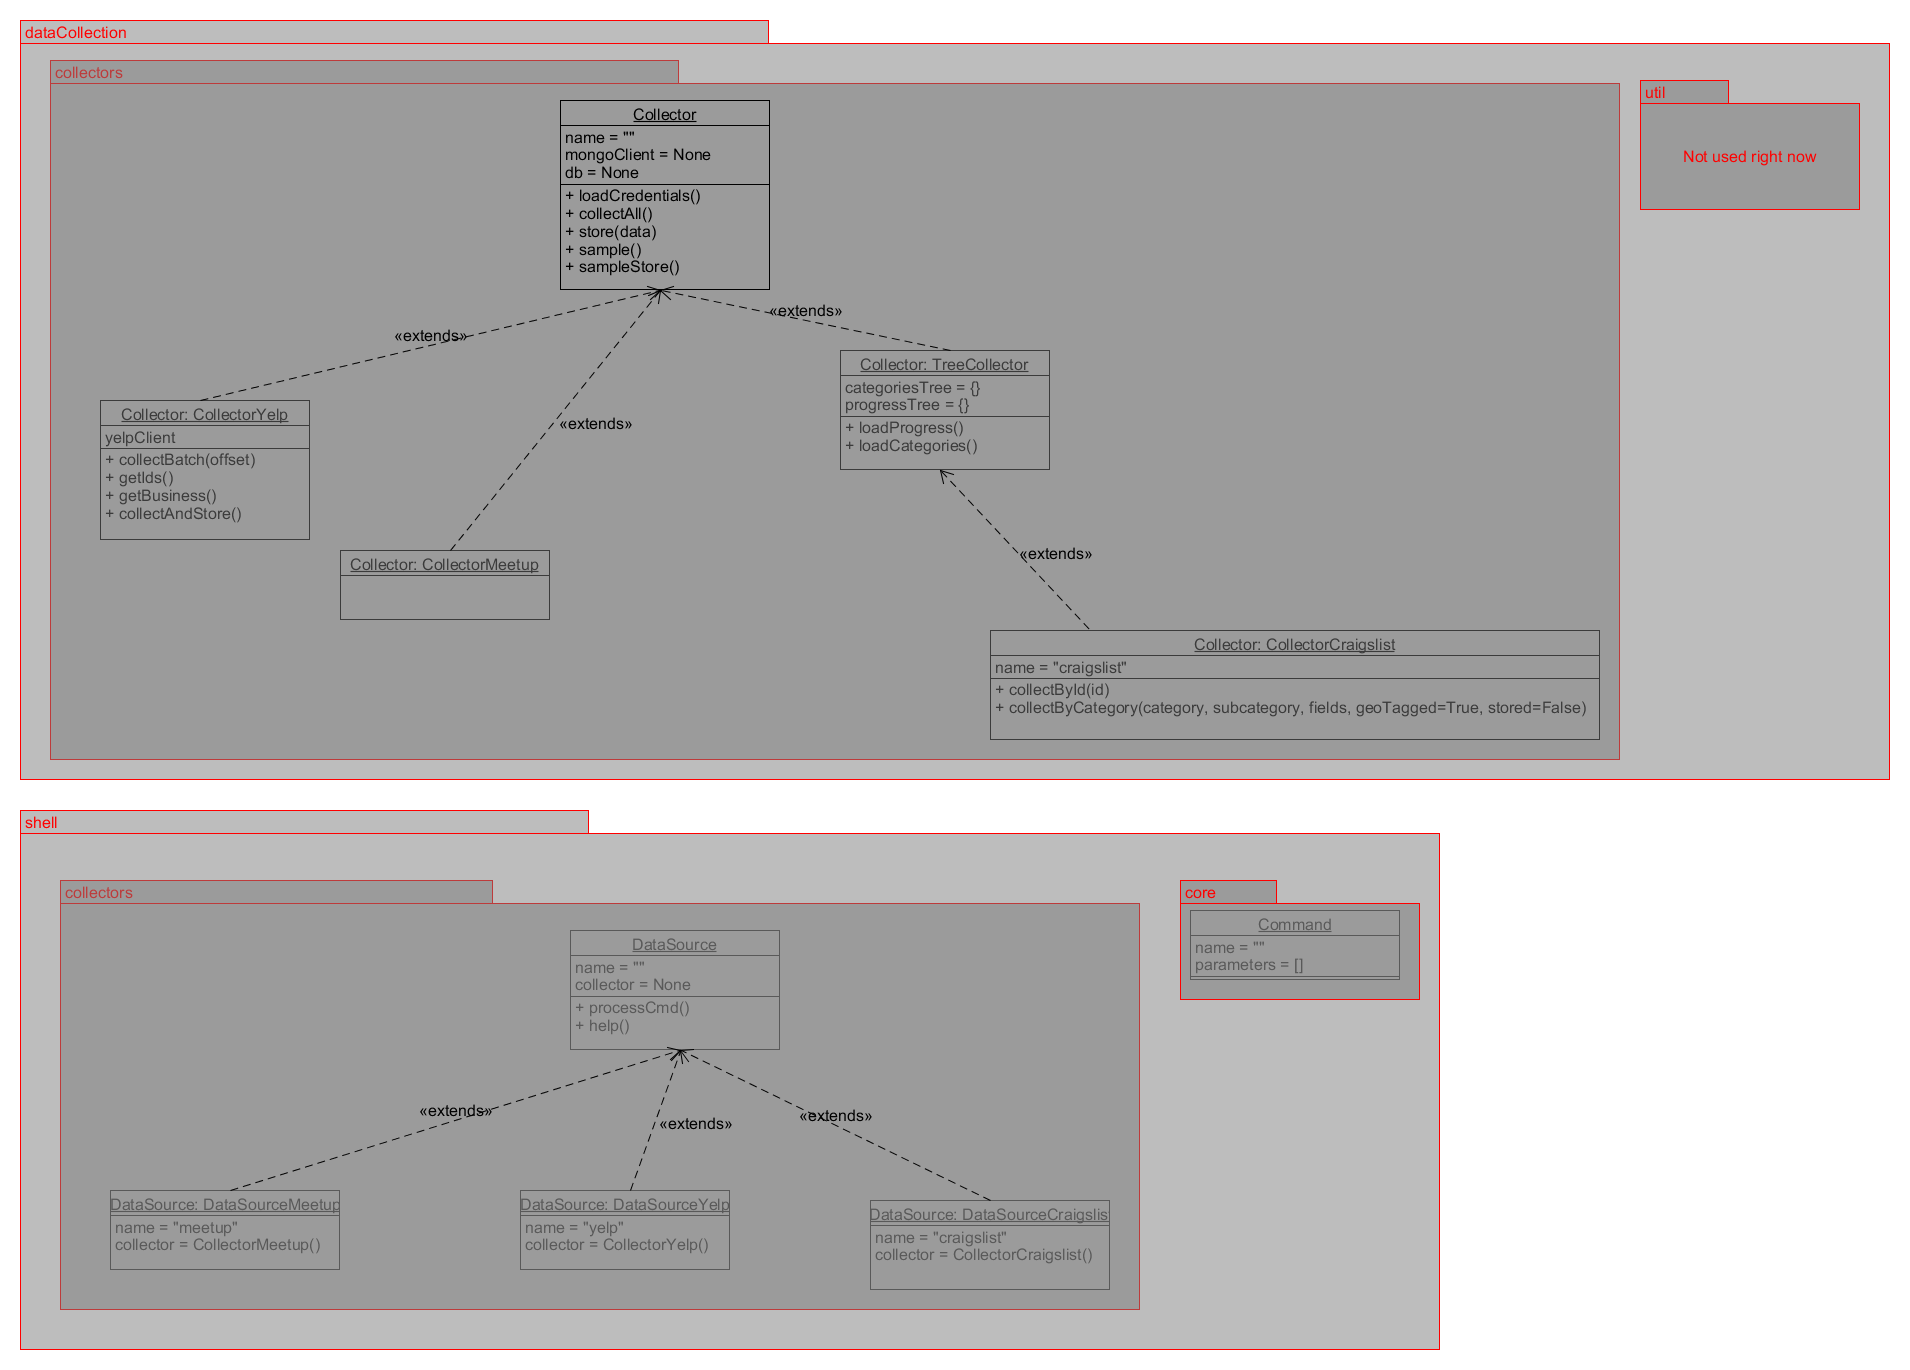 dataCollection
collectors
util
Not used right now
Collector
name = ""
mongoClient = None
db = None
+ loadCredentials()
+ collectAll()
+ store(data)
+ sample()
+ sampleStore()
«extends»
«extends»
«extends»
Collector: CollectorYelp
yelpClient
+ collectBatch(offset)
+ getIds()
+ getBusiness()
+ collectAndStore()
Collector: CollectorMeetup
Collector: TreeCollector
categoriesTree = {}
progressTree = {}
+ loadProgress()
+ loadCategories()
«extends»
Collector: CollectorCraigslist
name = "craigslist"
+ collectById(id)
+ collectByCategory(category, subcategory, fields, geoTagged=True, stored=False)
shell
collectors
core
Command
name = ""
parameters = []
DataSource
name = ""
collector = None
+ processCmd()
+ help()
«extends»
«extends»
«extends»
DataSource: DataSourceMeetup
name = "meetup"
collector = CollectorMeetup()
DataSource: DataSourceYelp
name = "yelp"
collector = CollectorYelp()
DataSource: DataSourceCraigslis
name = "craigslist"
collector = CollectorCraigslist()